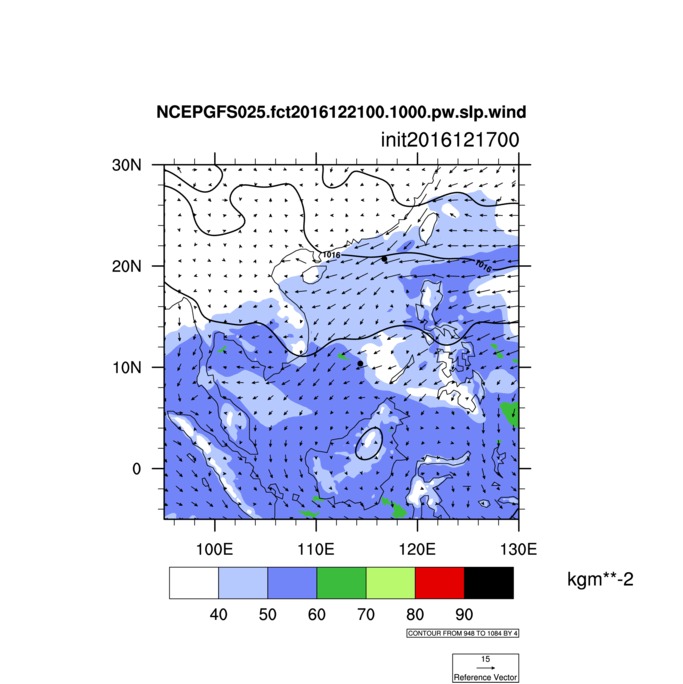 NCEPGFS025.fct2016122100.1000.pw.slp.wind
init2016121700
30N
20N
10N
0
1016
1016
100E
110E
120E
130E
kgm**-2
40
50
60
70
80
90
CONTOUR FROM 948 TO 1084 BY 4
15
Reference Vector